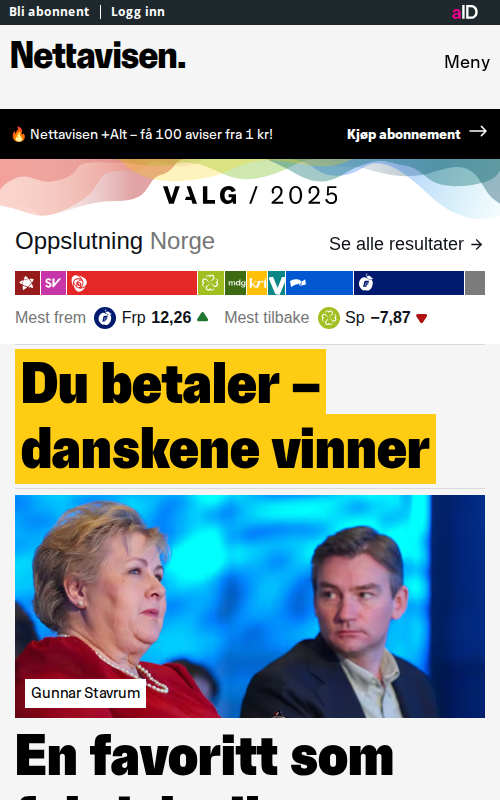 Bli abonnent | Logg inn
aID
Nettavisen.
Meny
🔥 Nettavisen +Alt – få 100 aviser fra 1 kr!
Kjøp abonnement →
VALG / 2025
Oppslutning Norge
Se alle resultater →
SV
mdg
krf
V
Mest frem Frp 12,26 ▲ Mest tilbake Sp −7,87 ▼
Du betaler –
danskene vinner
Gunnar Stavrum
En favoritt som